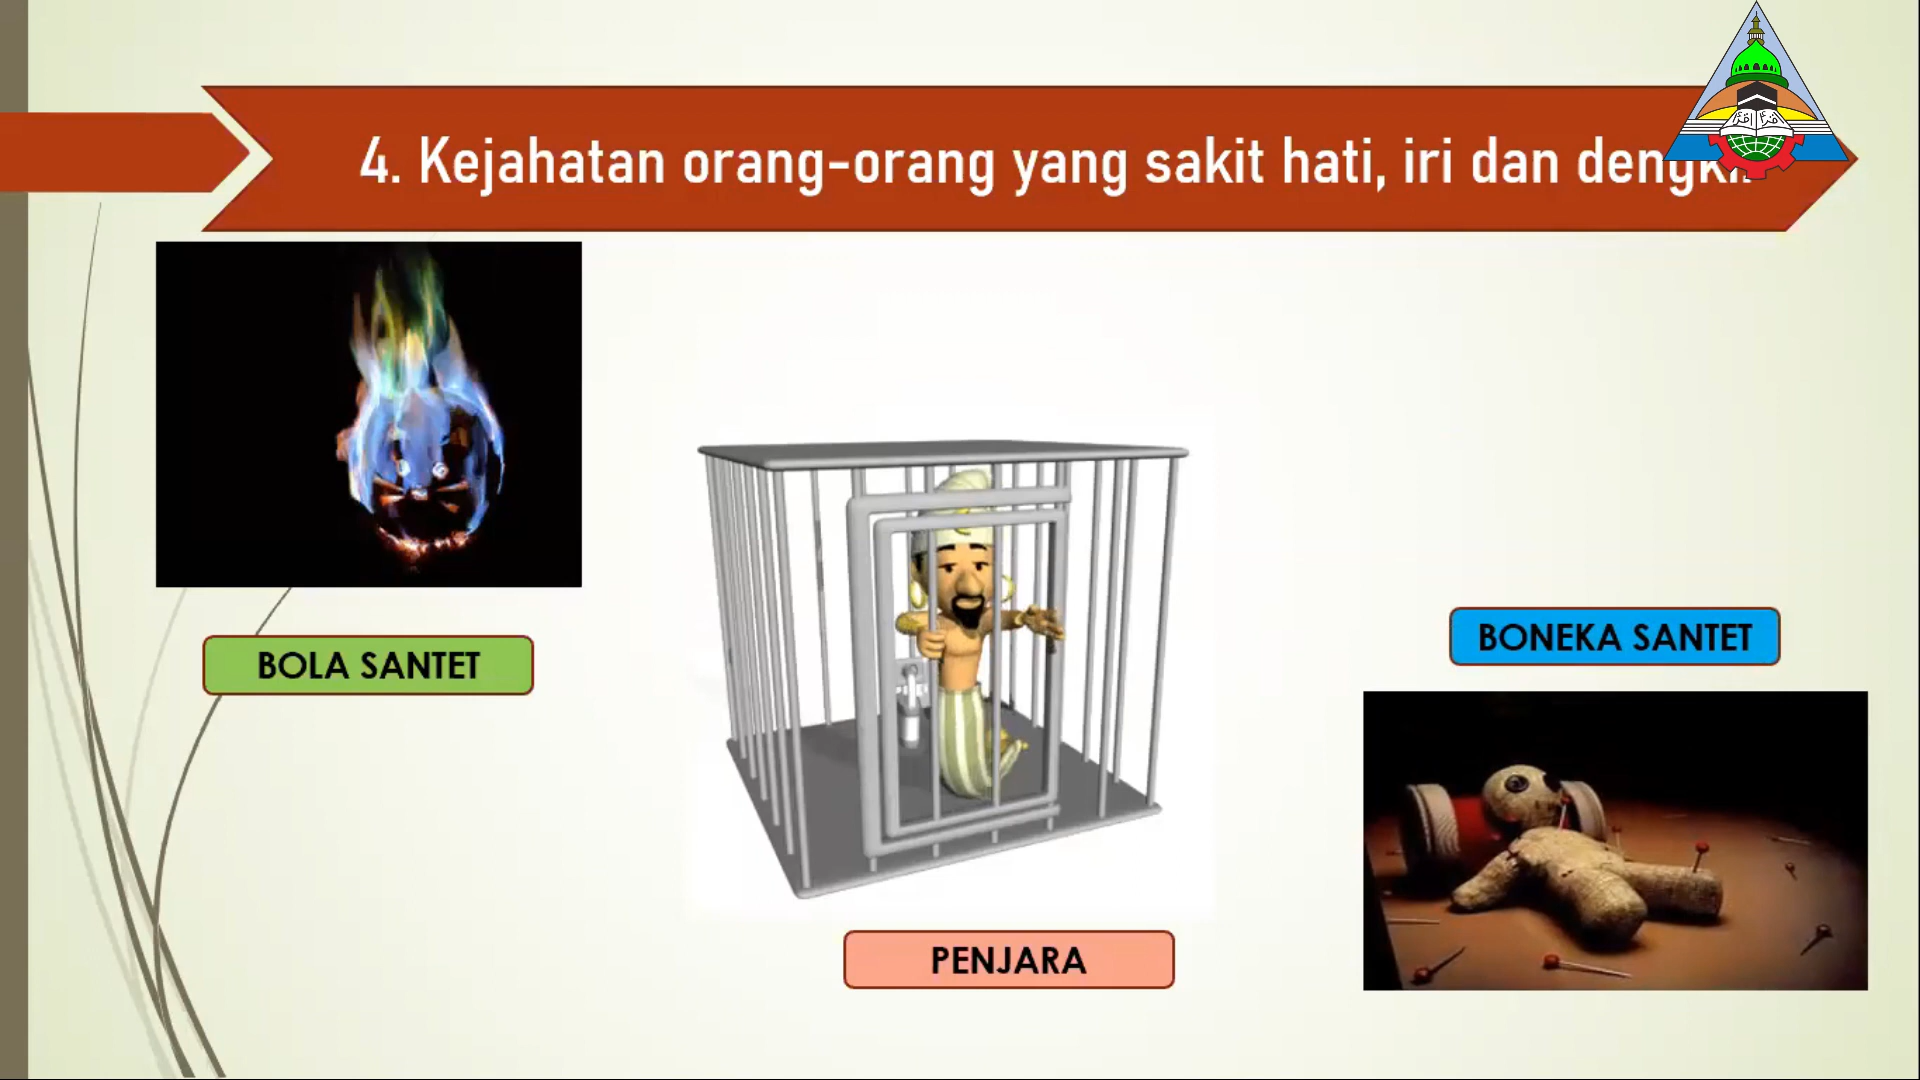 4. Kejahatan orang-orang yang sakit hati, iri dan
BOLA SANTET
BONEKA SANTET
PENJARA